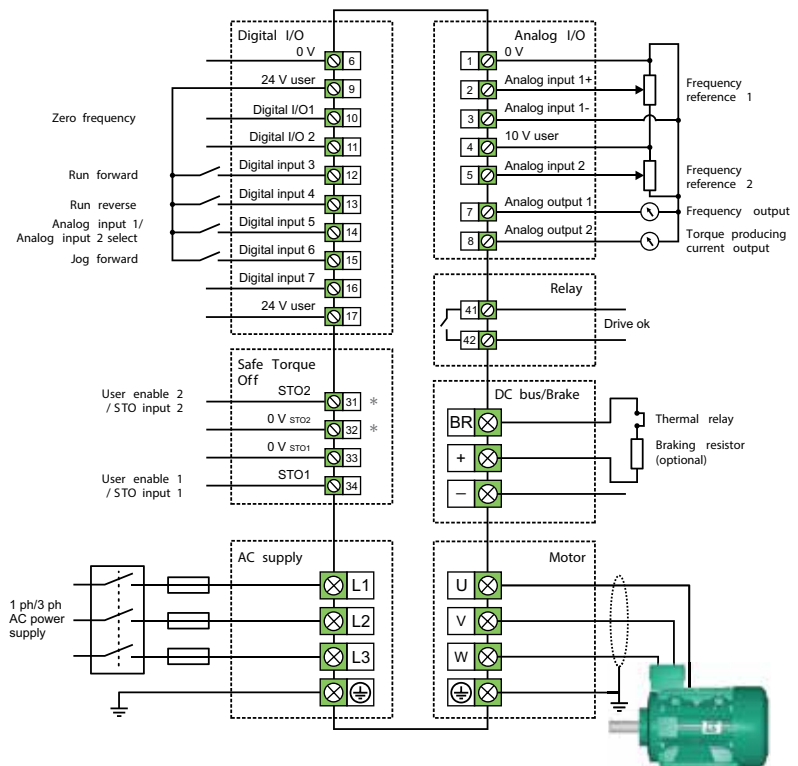 Digital I/O
0 V
6
24 V user
9
Zero frequency
Digital I/O1
10
Digital I/O 2
11
Run forward
Digital input 3
12
Run reverse
Digital input 4
13
Analog input 1/
Analog input 2 select
Digital input 5
14
Jog forward
Digital input 6
15
Digital input 7
16
24 V user
17
Analog I/O
1
0 V
2
Analog input 1+
Frequency
reference 1
3
Analog input 1-
4
10 V user
5
Analog input 2
Frequency
reference 2
7
Analog output 1
Frequency output
8
Analog output 2
Torque producing
current output
Relay
41
42
Drive ok
Safe Torque
Off
User enable 2
/ STO input 2
STO2
31 *
0 V STO2
32 *
0 V STO1
33
User enable 1
/ STO input 1
STO1
34
DC bus/Brake
BR
+
–
Thermal relay
Braking resistor
(optional)
AC supply
1 ph/3 ph
AC power
supply
L1
L2
L3
Motor
U
V
W